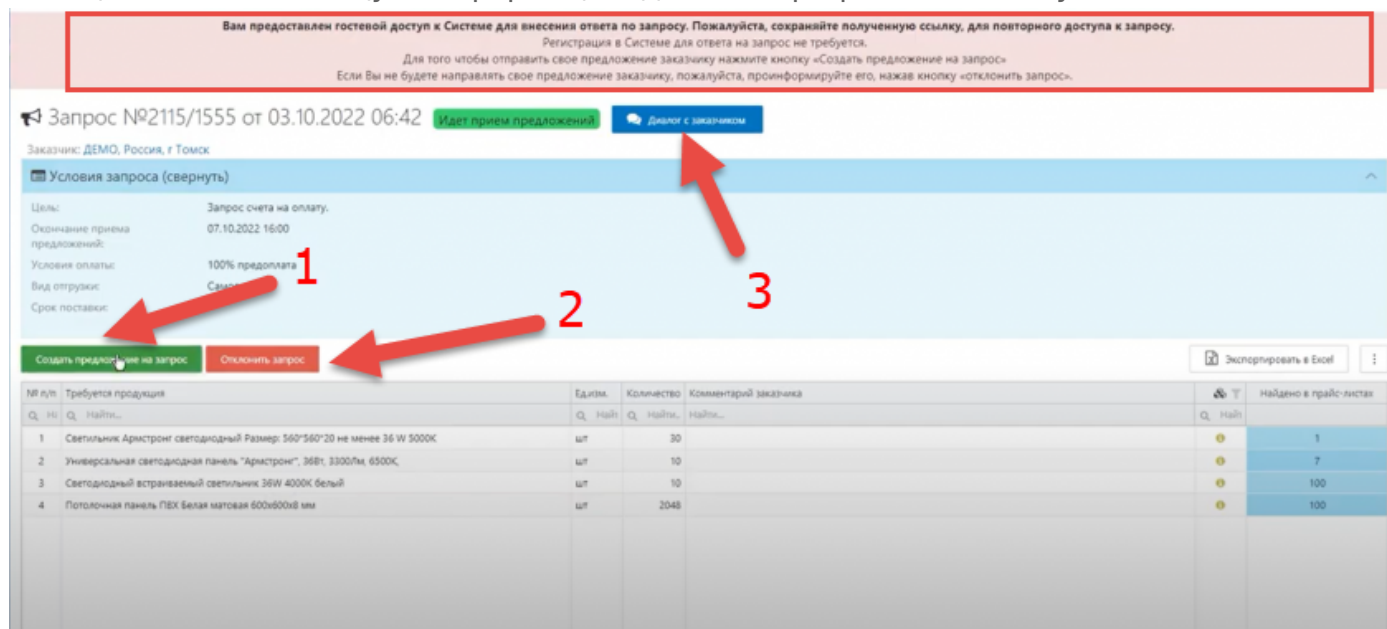 Вам предоставлен гостевой доступ к Системе для внесения ответа по запросу. Пожалуйста, сохраняйте полученную ссылку, для повторного доступа к запросу.
Регистрация в Системе для ответа на запрос не требуется.
Для того чтобы отправить свое предложение заказчику нажмите кнопку «Создать предложение на запрос»
Если Вы не будете направлять свое предложение заказчику, пожалуйста, проинформируйте его, нажав кнопку «отклонить запрос».
Запрос №2115/1555 от 03.10.2022 06:42 Идет прием предложений Диалог с заказчиком
Заказчик: ДЕМО, Россия, г Томск
Условия запроса (свернуть)
Цель: Запрос счета на оплату.
Окончание приема 07.10.2022 16:00
предложений:
Условия оплаты: 100% предоплата
1
Вид отгрузки:
2
3
Срок поставки:
Создать предложение на запрос Отклонить запрос Экспортировать в Excel
№ п/п Требуется продукция Ед.изм. Количество Комментарий заказчика Найдено в прайс-листах
Найти... Найт Найти... Найти... Найт
1 Светильник Армстронг светодиодный Размер: 560*560*20 не менее 36 W 5000K шт 30 1
2 Универсальная светодиодная панель "Армстронг", 36Вт, 3300Лм, 6500К, шт 10 7
3 Светодиодный встраиваемый светильник 36W 4000K белый шт 10 100
4 Потолочная панель ПВХ Белая матовая 600х600х8 мм шт 2048 100